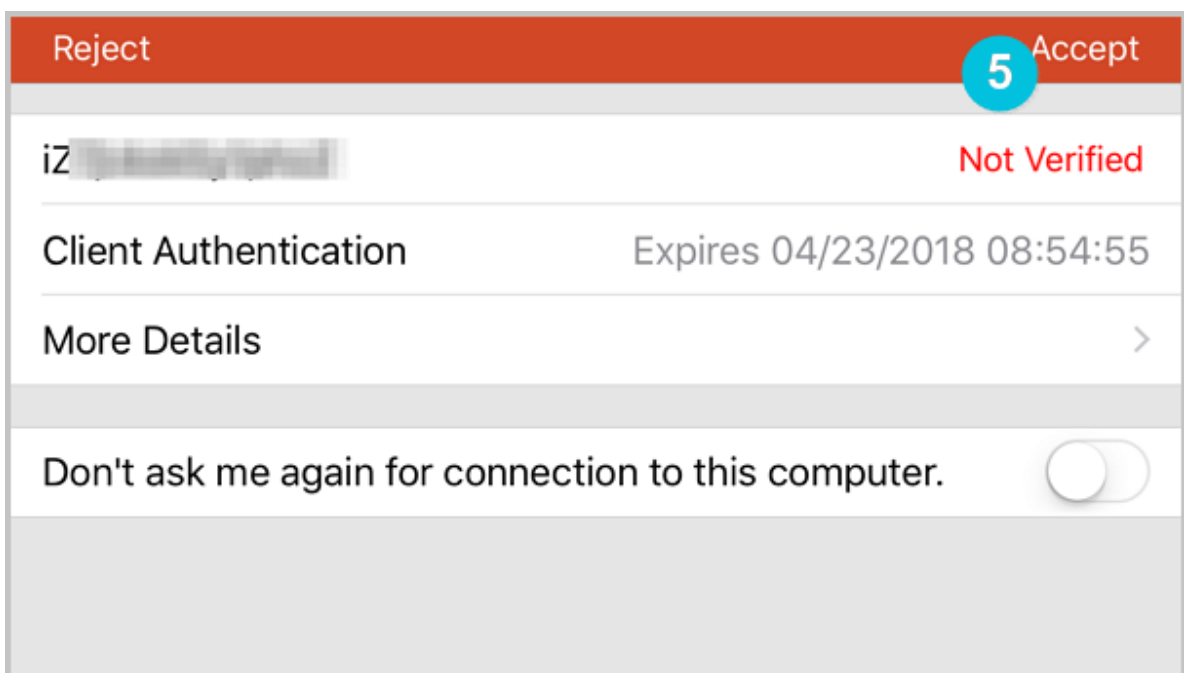 Reject
Accept
5
iZ
Not Verified
Client Authentication
Expires 04/23/2018 08:54:55
More Details
Don't ask me again for connection to this computer.